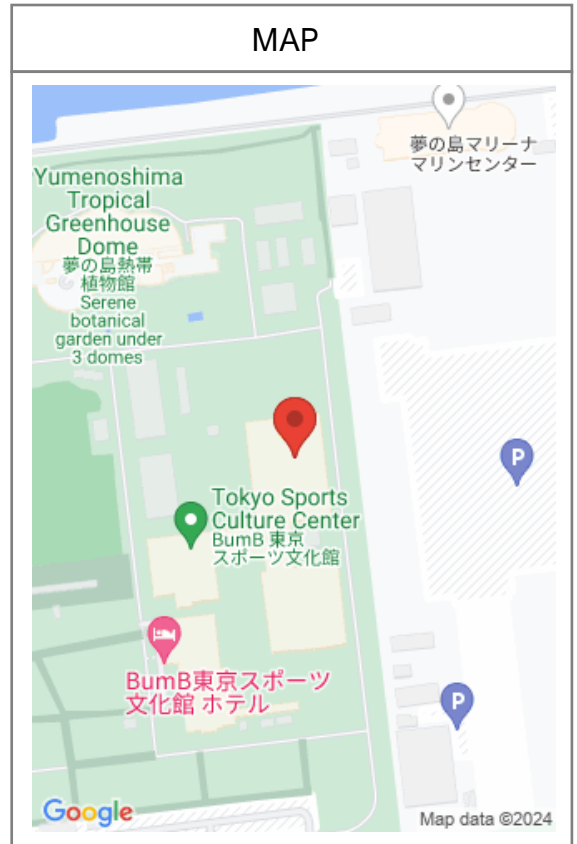 MAP
夢の島マリーナ
マリンセンター
Yumenoshima
Tropical
Greenhouse
Dome
夢の島熱帯
植物館
Serene
botanical
garden under
3 domes
P
Tokyo Sports
Culture Center
BumB 東京
スポーツ文化館
BumB東京スポーツ
文化館 ホテル
P
Google
Map data ©2024